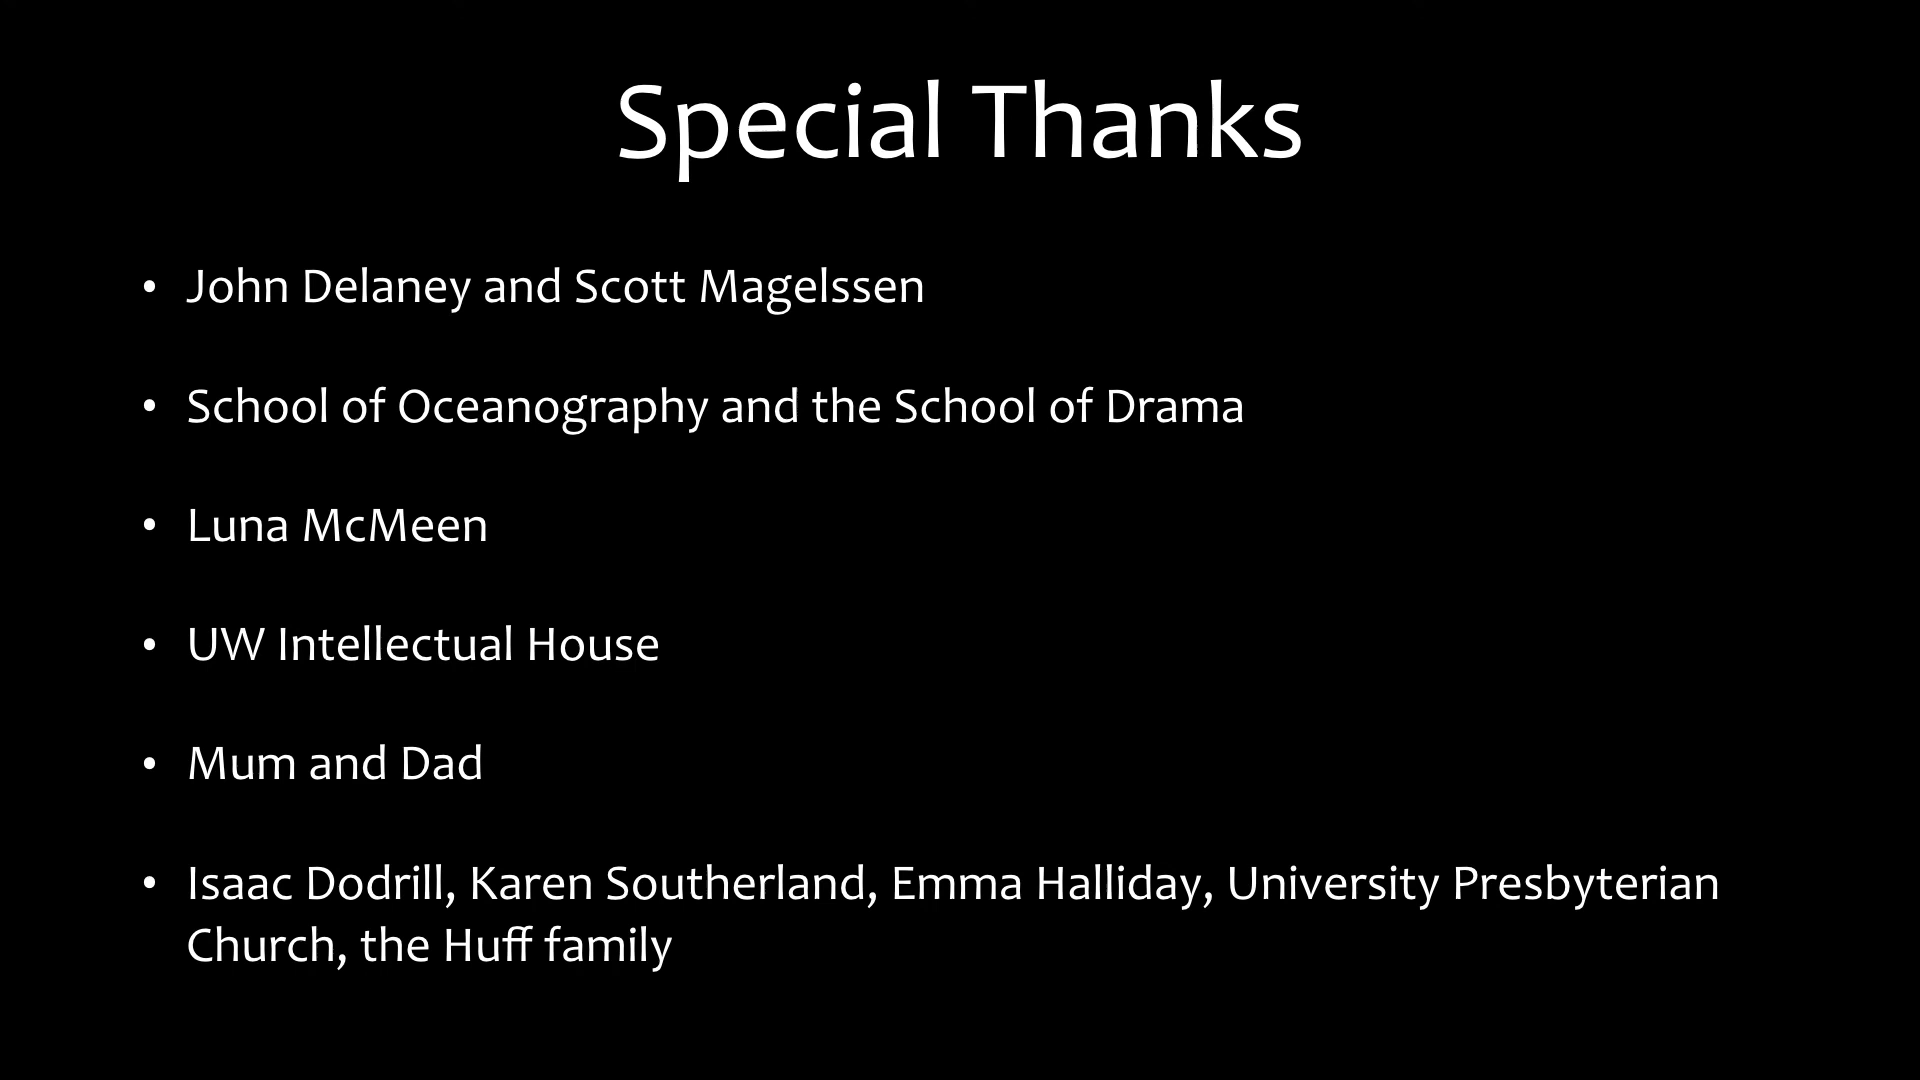 Special Thanks
• John Delaney and Scott Magelssen
• School of Oceanography and the School of Drama
• Luna McMeen
• UW Intellectual House
• Mum and Dad
• Isaac Dodrill, Karen Southerland, Emma Halliday, University Presbyterian
Church, the Huff family